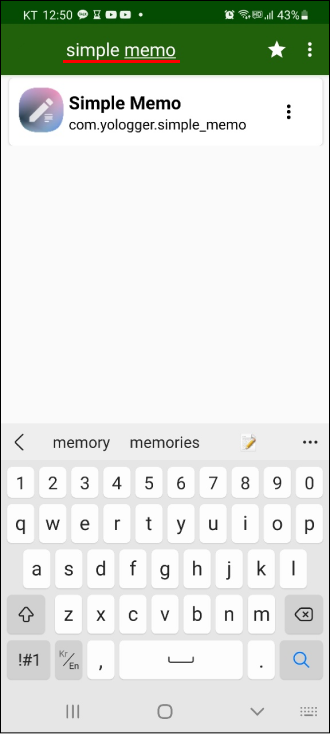 KT 12:50 43%
simple memo
Simple Memo
com.yologger.simple_memo
memory memories
1 2 3 4 5 6 7 8 9 0
q w e r t y u i o p
a s d f g h j k l
z x c v b n m
!#1 Kr/En , .